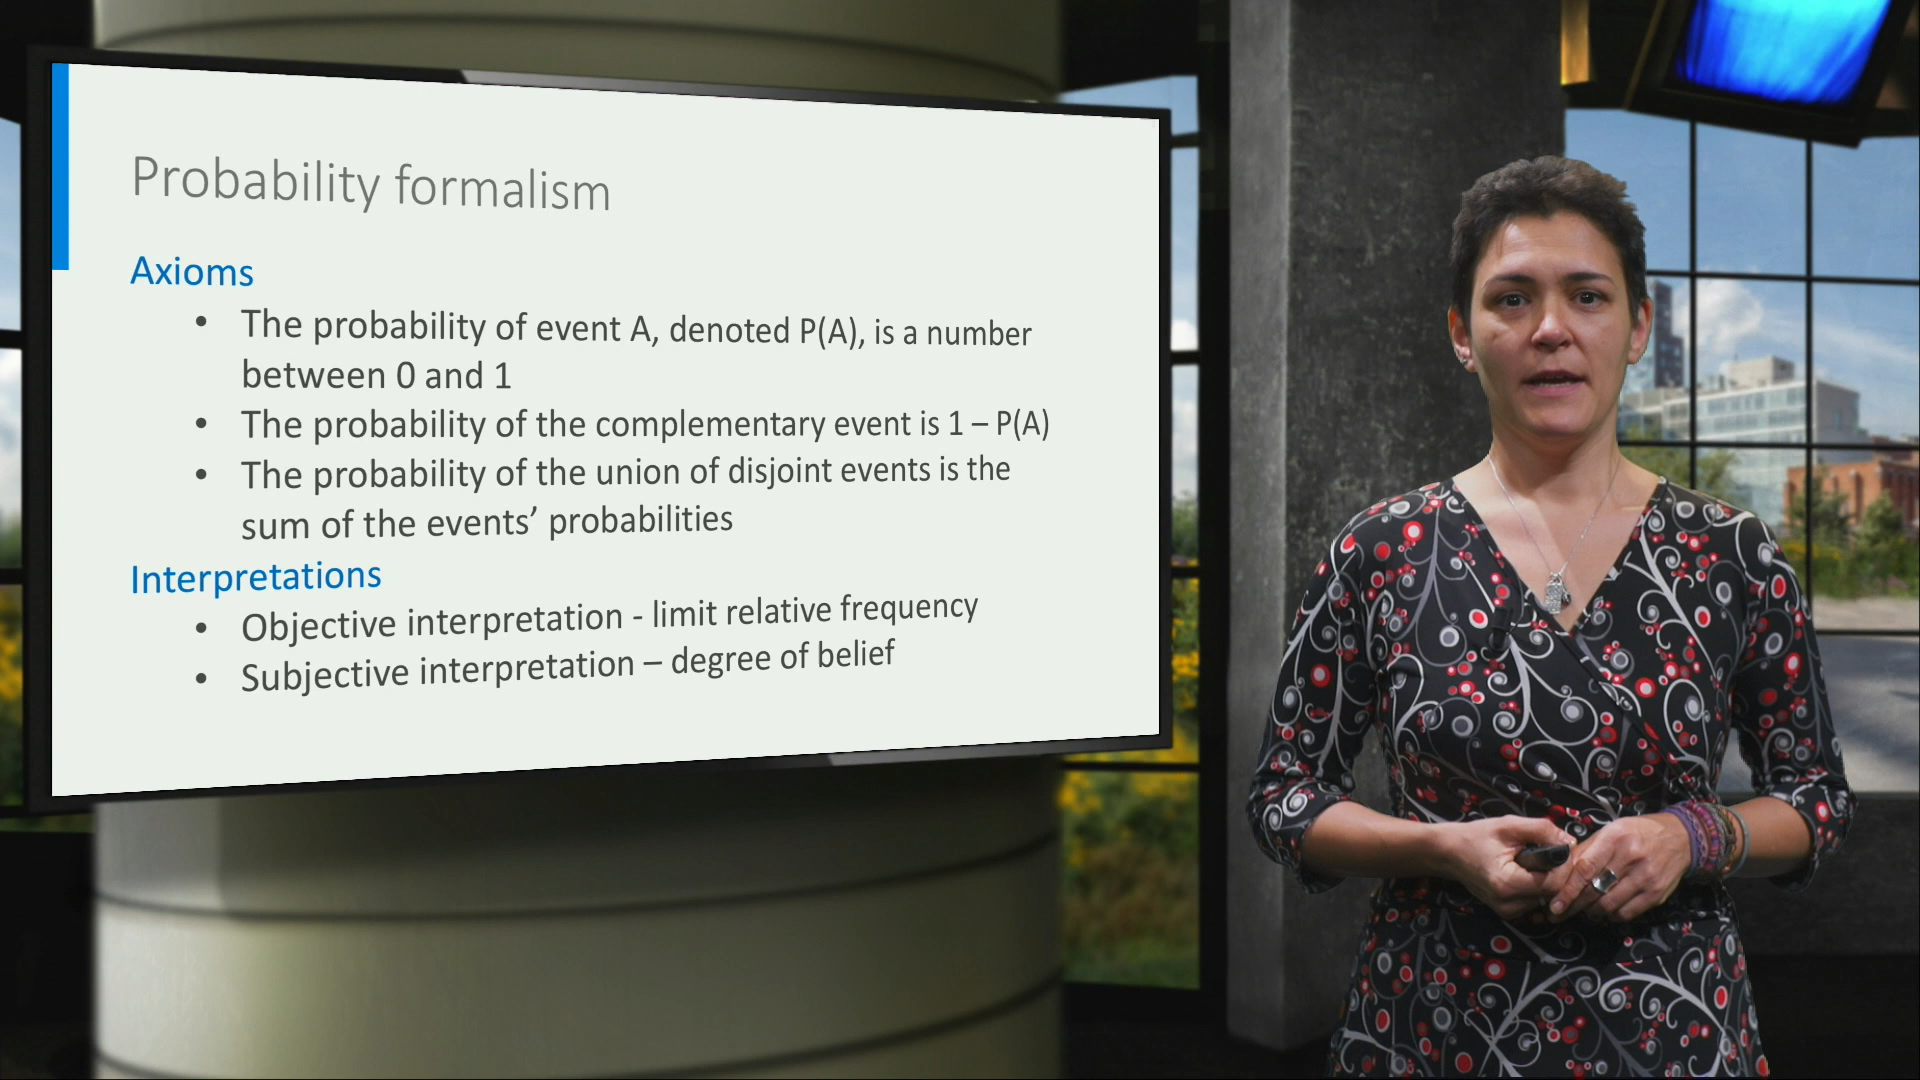 Probability formalism
Axioms
• The probability of event A, denoted P(A), is a number
between 0 and 1
• The probability of the complementary event is 1 – P(A)
• The probability of the union of disjoint events is the
sum of the events’ probabilities
Interpretations
• Objective interpretation - limit relative frequency
• Subjective interpretation – degree of belief